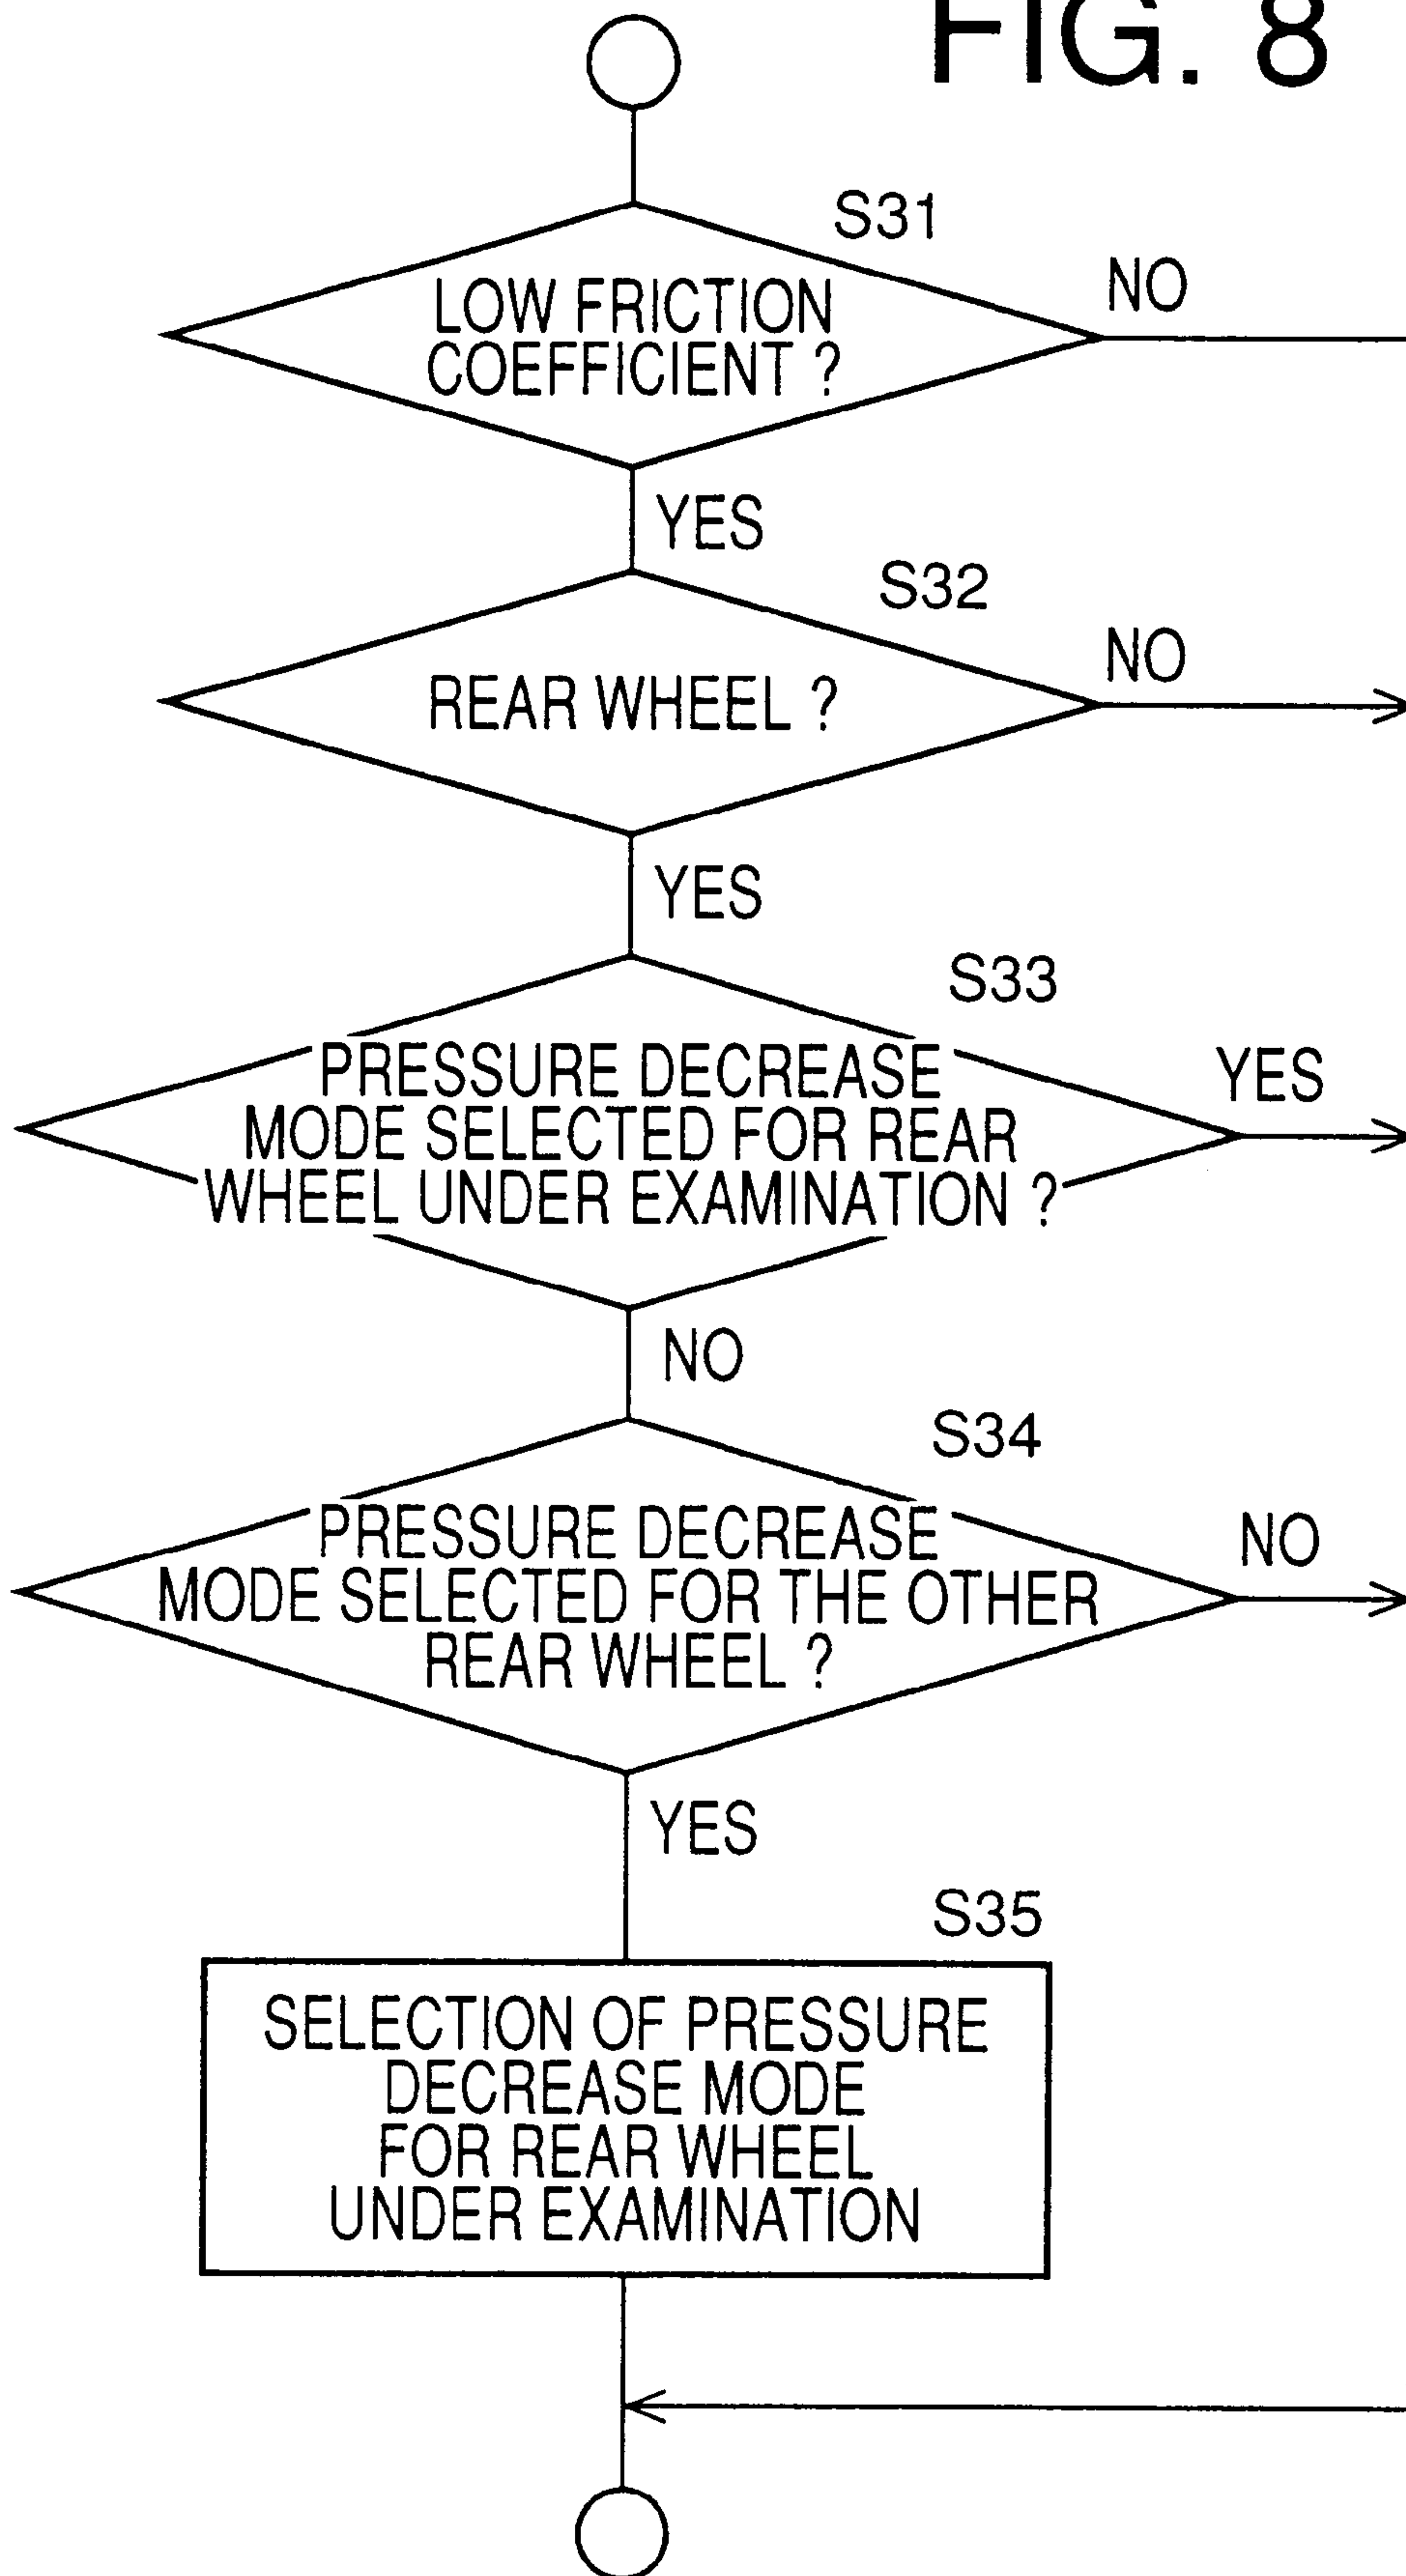 FIG. 8
S31
LOW FRICTION
COEFFICIENT ?
NO
YES
S32
REAR WHEEL ?
NO
YES
S33
PRESSURE DECREASE
MODE SELECTED FOR REAR
WHEEL UNDER EXAMINATION ?
YES
NO
S34
PRESSURE DECREASE
MODE SELECTED FOR THE OTHER
REAR WHEEL ?
NO
YES
S35
SELECTION OF PRESSURE
DECREASE MODE
FOR REAR WHEEL
UNDER EXAMINATION